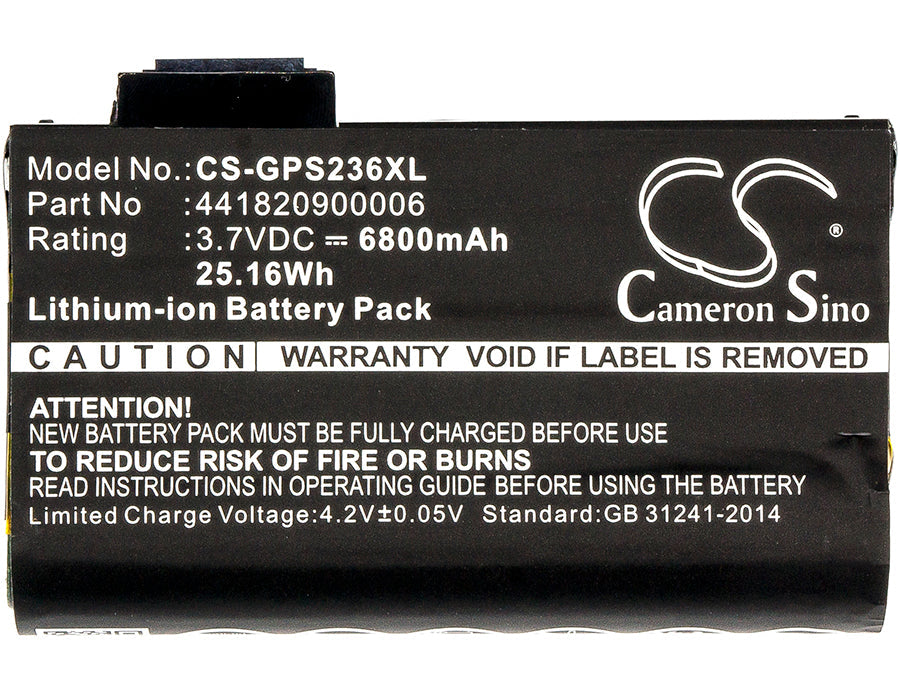 Model No.: CS-GPS236XL
Part No : 441820900006
Rating : 3.7VDC ⎓ 6800mAh
25.16Wh
Lithium-ion Battery Pack
CS ®
Cameron Sino
CAUTION WARRANTY VOID IF LABEL IS REMOVED
ATTENTION!
NEW BATTERY PACK MUST BE FULLY CHARGED BEFORE USE
TO REDUCE RISK OF FIRE OR BURNS
READ INSTRUCTIONS IN OPERATING GUIDE BEFORE USING THE BATTERY
Limited Charge Voltage:4.2V±0.05V Standard:GB 31241-2014